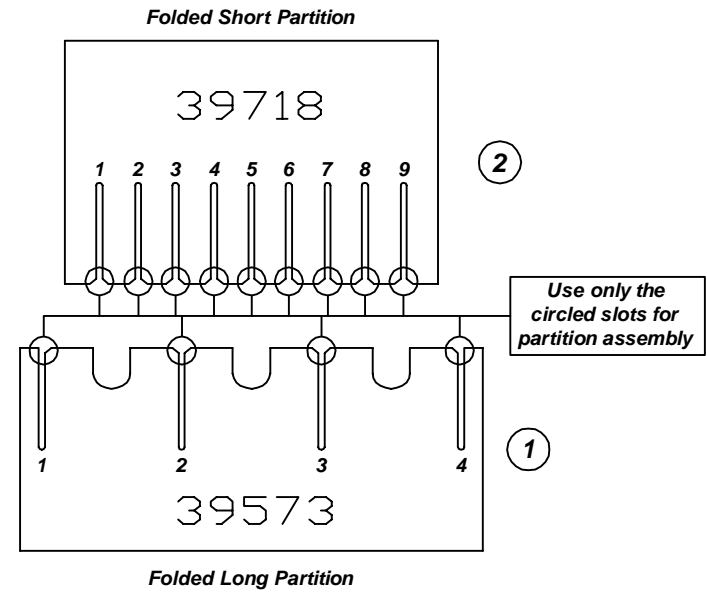 Folded Short Partition
39718
1 2 3 4 5 6 7 8 9
2
Use only the
circled slots for
partition assembly
1 2 3 4
1
39573
Folded Long Partition